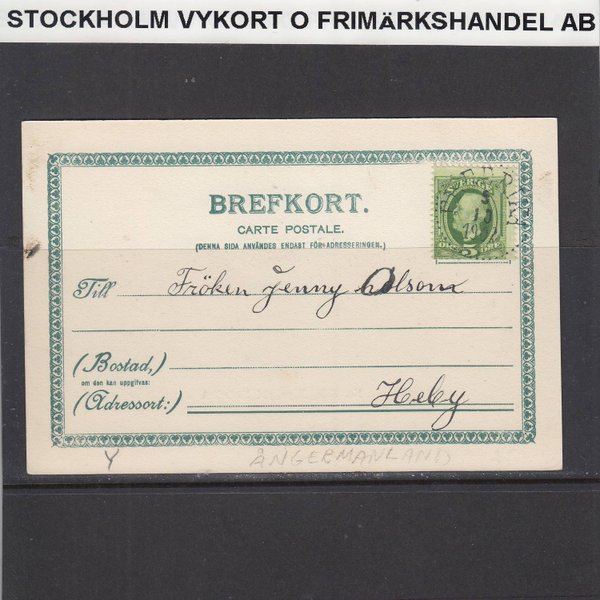 STOCKHOLM VYKORT O FRIMÄRKSHANDEL AB
BREFKORT.
CARTE POSTALE.
(DENNA SIDA ANVÄNDES ENDAST FÖR ADRESSERINGEN.)
SVERIGE
Till Fröken Jenny Olsson
(Bostad,)
om den kan uppgifvas:
(Adressort:) Heby
Y ÅNGERMANLAND